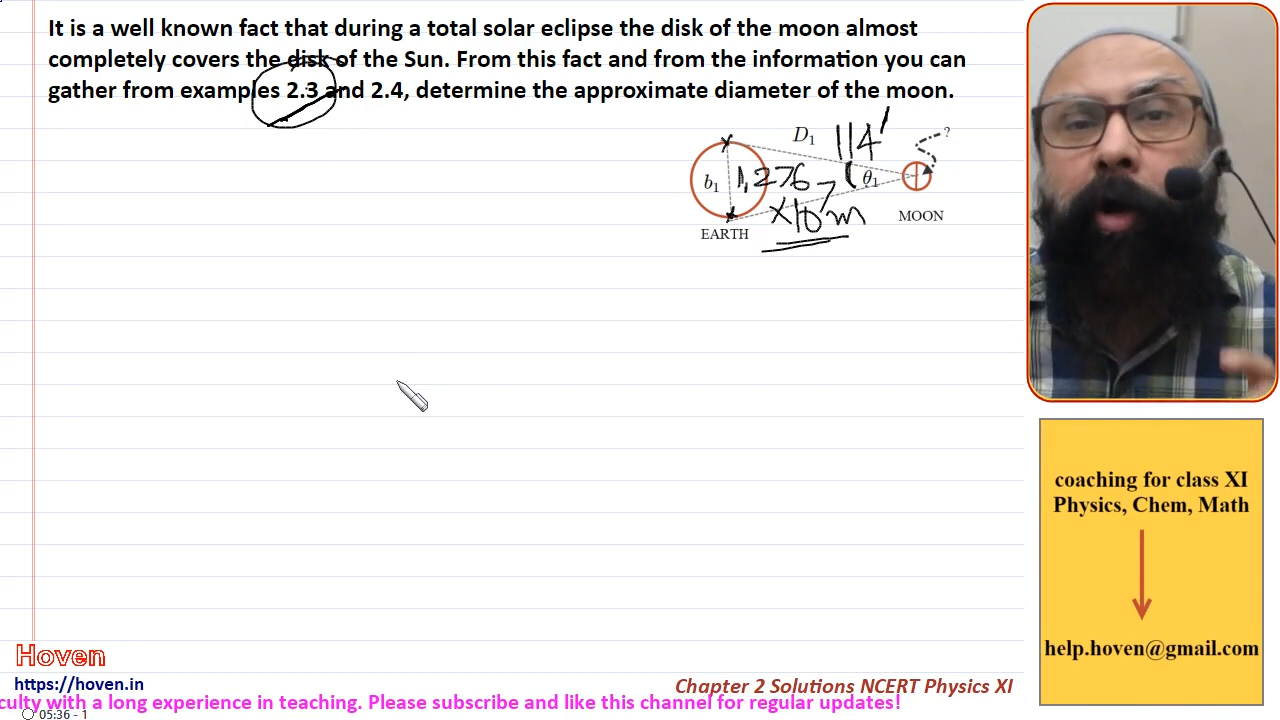 It is a well known fact that during a total solar eclipse the disk of the moon almost
completely covers the disk of the Sun. From this fact and from the information you can
gather from examples 2.3 and 2.4, determine the approximate diameter of the moon.
D1 114′
?
b1 1,276 θ1
×10⁷m
EARTH
MOON
coaching for class XI
Physics, Chem, Math
help.hoven@gmail.com
Hoven
https://hoven.in
Chapter 2 Solutions NCERT Physics XI
culty with a long experience in teaching. Please subscribe and like this channel for regular updates!
05:36 - 1